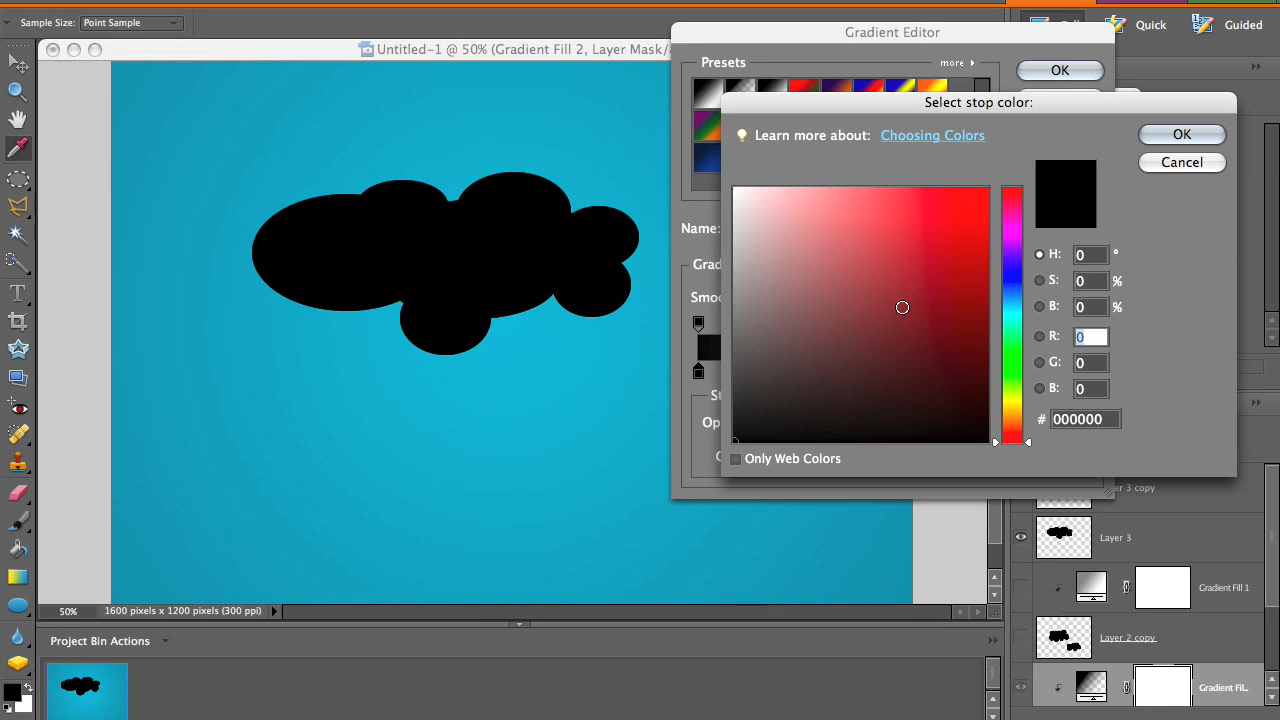 Sample Size: Point Sample
Quick
Guided
Untitled-1 @ 50% (Gradient Fill 2, Layer Mask/
Gradient Editor
Presets
more
OK
Select stop color:
Learn more about: Choosing Colors
OK
Cancel
Name:
H: 0 °
S: 0 %
B: 0 %
R: 0
G: 0
B: 0
# 000000
Only Web Colors
3 copy
Layer 3
Gradient Fill 1
Layer 2 copy
Gradient Fil...
50%
1600 pixels x 1200 pixels (300 ppi)
Project Bin Actions